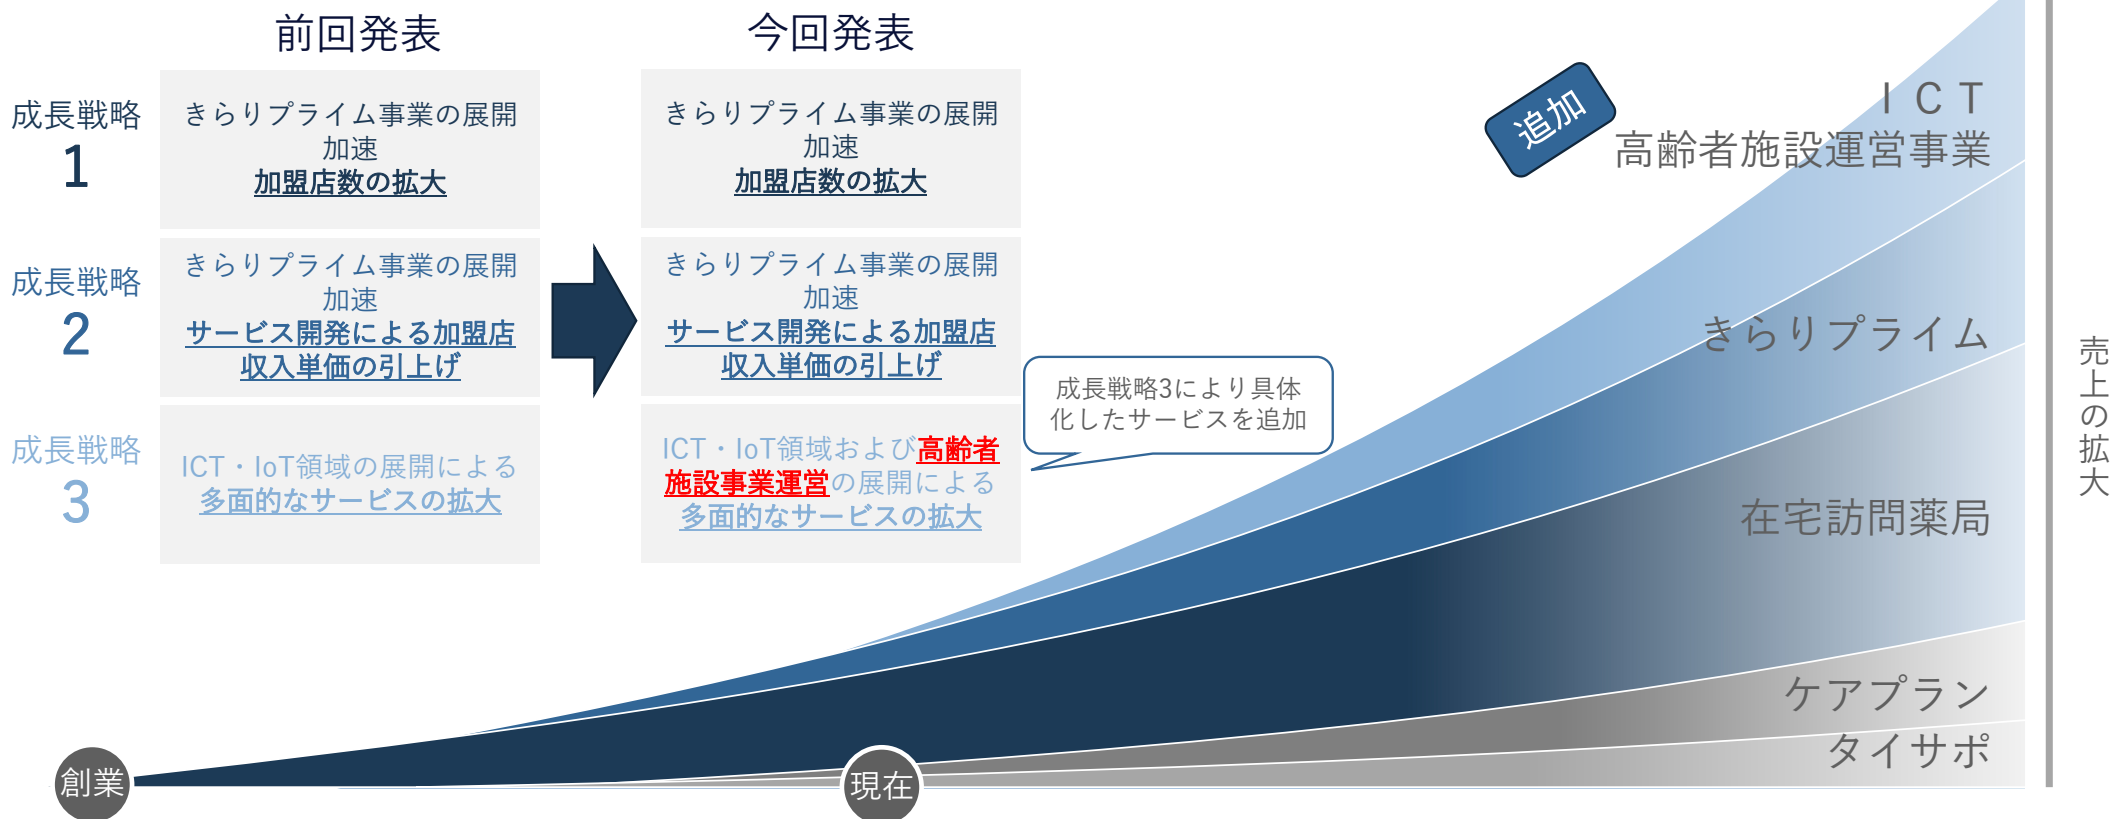 前回発表
今回発表
成長戦略
1
きらりプライム事業の展開
加速
加盟店数の拡大
きらりプライム事業の展開
加速
加盟店数の拡大
成長戦略
2
きらりプライム事業の展開
加速
サービス開発による加盟店
収入単価の引上げ
きらりプライム事業の展開
加速
サービス開発による加盟店
収入単価の引上げ
成長戦略
3
ICT・IoT領域の展開による
多面的なサービスの拡大
ICT・IoT領域および高齢者
施設事業運営の展開による
多面的なサービスの拡大
成長戦略3により具体
化したサービスを追加
追加
ＩＣＴ
高齢者施設運営事業
きらりプライム
在宅訪問薬局
ケアプラン
タイサポ
売上の拡大
創業
現在